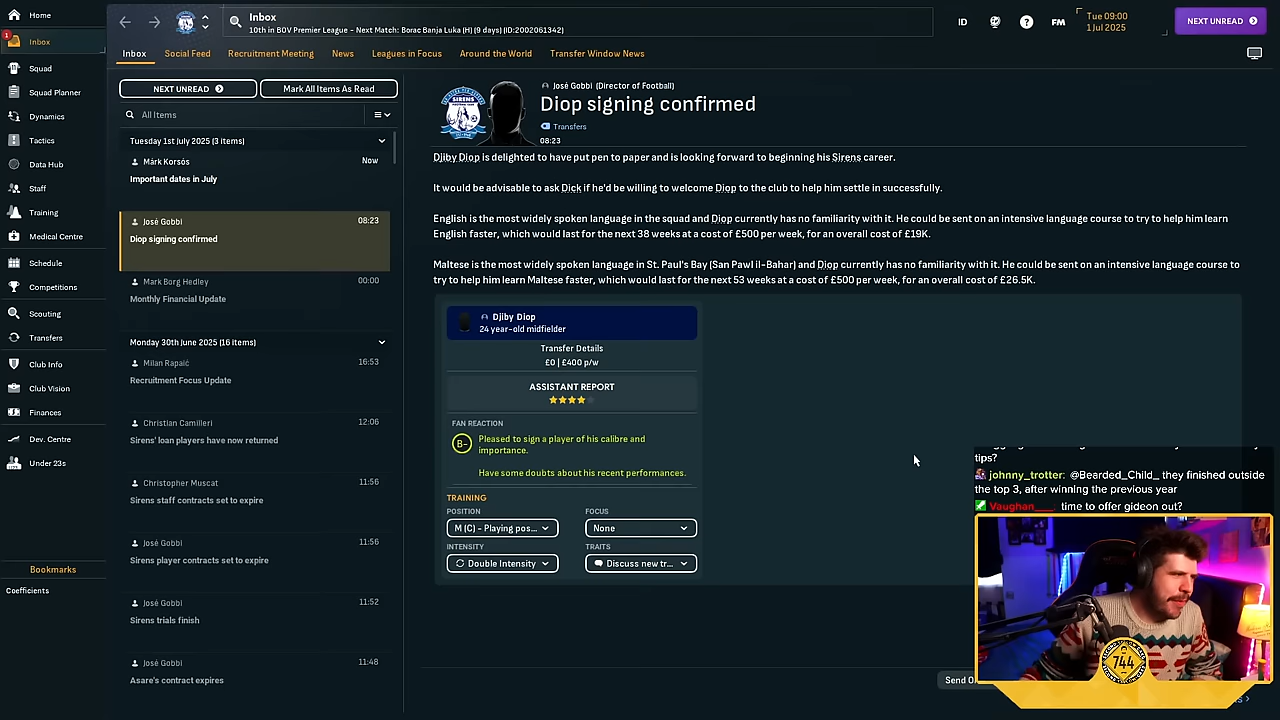 Home
Inbox
10th in BOV Premier League - Next Match: Borac Banja Luka (H) (9 days) (ID:2002061342)
ID
FM
Tue 09:00
1 Jul 2025
NEXT UNREAD
1
Inbox
Squad
Squad Planner
Dynamics
Tactics
Data Hub
Staff
Training
Medical Centre
Schedule
Competitions
Scouting
Transfers
Club Info
Club Vision
Finances
Dev. Centre
Under 23s
Bookmarks
Coefficients
Inbox
Social Feed
Recruitment Meeting
News
Leagues in Focus
Around the World
Transfer Window News
NEXT UNREAD
Mark All Items As Read
All Items
Tuesday 1st July 2025 (3 items)
Márk Korsós
Now
Important dates in July
José Gobbi
08:23
Diop signing confirmed
Mark Borg Hedley
00:00
Monthly Financial Update
Monday 30th June 2025 (16 items)
Milan Rapaić
16:53
Recruitment Focus Update
Christian Camilleri
12:06
Sirens' loan players have now returned
Christopher Muscat
11:56
Sirens staff contracts set to expire
José Gobbi
11:56
Sirens player contracts set to expire
José Gobbi
11:52
Sirens trials finish
José Gobbi
11:48
Asare's contract expires
SIRENS
José Gobbi (Director of Football)
Diop signing confirmed
Transfers
08:23
Djiby Diop is delighted to have put pen to paper and is looking forward to beginning his Sirens career.
It would be advisable to ask Dick if he'd be willing to welcome Diop to the club to help him settle in successfully.
English is the most widely spoken language in the squad and Diop currently has no familiarity with it. He could be sent on an intensive language course to try to help him learn
English faster, which would last for the next 38 weeks at a cost of £500 per week, for an overall cost of £19K.
Maltese is the most widely spoken language in St. Paul's Bay (San Pawl il-Bahar) and Diop currently has no familiarity with it. He could be sent on an intensive language course to
try to help him learn Maltese faster, which would last for the next 53 weeks at a cost of £500 per week, for an overall cost of £26.5K.
Djiby Diop
24 year-old midfielder
Transfer Details
£0 | £400 p/w
ASSISTANT REPORT
FAN REACTION
B-
Pleased to sign a player of his calibre and
importance.
Have some doubts about his recent performances.
TRAINING
POSITION
FOCUS
M (C) - Playing pos...
None
INTENSITY
TRAITS
Double Intensity
Discuss new tr...
Send O
tips?
johnny_trotter: @Bearded_Child_ they finished outside
the top 3, after winning the previous year
Vaughan___: time to offer gideon out?
744